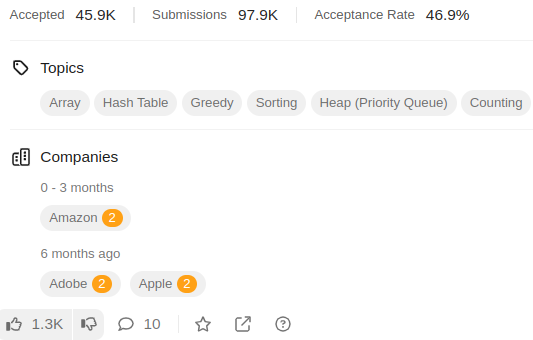 Accepted 45.9K Submissions 97.9K Acceptance Rate 46.9%
Topics
Array Hash Table Greedy Sorting Heap (Priority Queue) Counting
Companies
0 - 3 months
Amazon 2
6 months ago
Adobe 2 Apple 2
1.3K 10